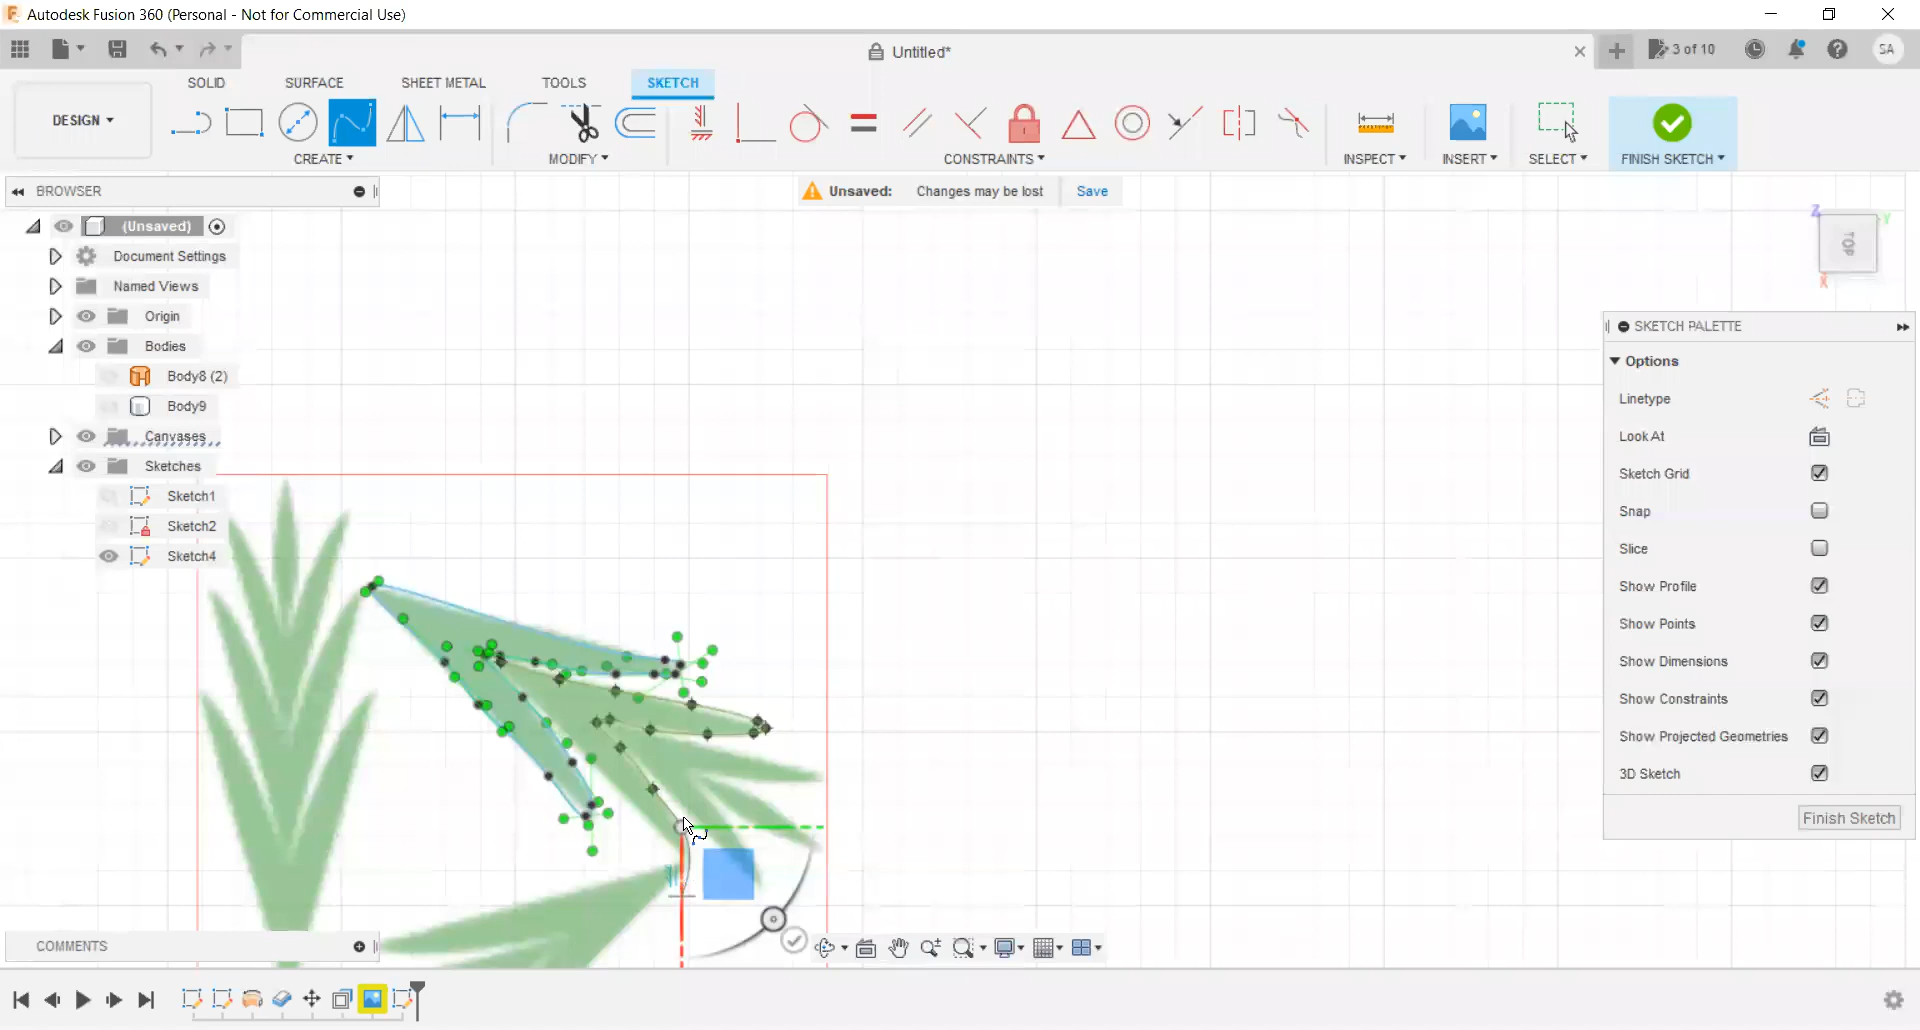 Autodesk Fusion 360 (Personal - Not for Commercial Use)
Untitled*
3 of 10
SA
DESIGN
SOLID
SURFACE
SHEET METAL
TOOLS
SKETCH
CREATE
MODIFY
CONSTRAINTS
INSPECT
INSERT
SELECT
FINISH SKETCH
BROWSER
Unsaved: Changes may be lost Save
(Unsaved)
Document Settings
Named Views
Origin
Bodies
Body8 (2)
Body9
Canvases
Sketches
Sketch1
Sketch2
Sketch4
Z
Y
TOP
X
SKETCH PALETTE
Options
Linetype
Look At
Sketch Grid
Snap
Slice
Show Profile
Show Points
Show Dimensions
Show Constraints
Show Projected Geometries
3D Sketch
Finish Sketch
COMMENTS